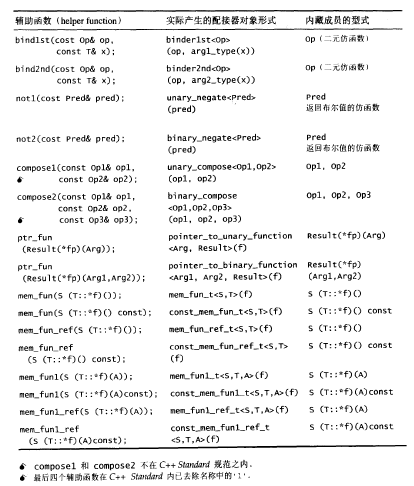 辅助函数 (helper function) 实际产生的配接器对象形式 内藏成员的型式
bind1st(cost Op& op, binder1st<Op> Op (二元仿函数)
const T& x); (op, arg1_type(x))
bind2nd(cost Op& op, binder2nd<Op> Op (二元仿函数)
const T& x); (op, arg2_type(x))
not1(const Pred& pred); unary_negate<Pred> Pred
(pred) 返回布尔值的仿函数
not2(const Pred& pred); binary_negate<Pred> Pred
(pred) 返回布尔值的仿函数
compose1(const Op1& op1, unary_compose<Op1,Op2> Op1, Op2
const Op2& op2); (op1, op2)
compose2(const Op1& op1, binary_compose Op1, Op2, Op3
const Op2& op2, <Op1,Op2,Op3>
const Op3& op3); (op1, op2, op3)
ptr_fun pointer_to_unary_function Result(*fp)(Arg)
(Result(*fp)(Arg)); <Arg, Result>(f)
ptr_fun pointer_to_binary_function Result(*fp)
(Result(*fp)(Arg1,Arg2)); <Arg1, Arg2, Result>(f) (Arg1,Arg2)
mem_fun(S (T::*f)()); mem_fun_t<S,T>(f) S (T::*f)()
mem_fun(S (T::*f)() const); const_mem_fun_t<S,T>(f) S (T::*f)() const
mem_fun_ref(S (T::*f)()); mem_fun_ref_t<S,T>(f) S (T::*f)()
mem_fun_ref const_mem_fun_ref_t<S,T> S (T::*f)() const
(S (T::*f)() const); (f)
mem_fun1(S (T::*f)(A)); mem_fun1_t<S,T,A>(f) S (T::*f)(A)
mem_fun1(S (T::*f)(A)const); const_mem_fun1_t<S,T,A>(f) S (T::*f)(A)const
mem_fun1_ref(S (T::*f)(A)); mem_fun1_ref_t<S,T,A>(f) S (T::*f)(A)
mem_fun1_ref const_mem_fun1_ref_t S (T::*f)(A)const
(S (T::*f)(A)const); <S,T,A>(f)
compose1 和 compose2 不在 C++ Standard 规范之内。
最后四个辅助函数在 C++ Standard 内已去除名称中的'1'.